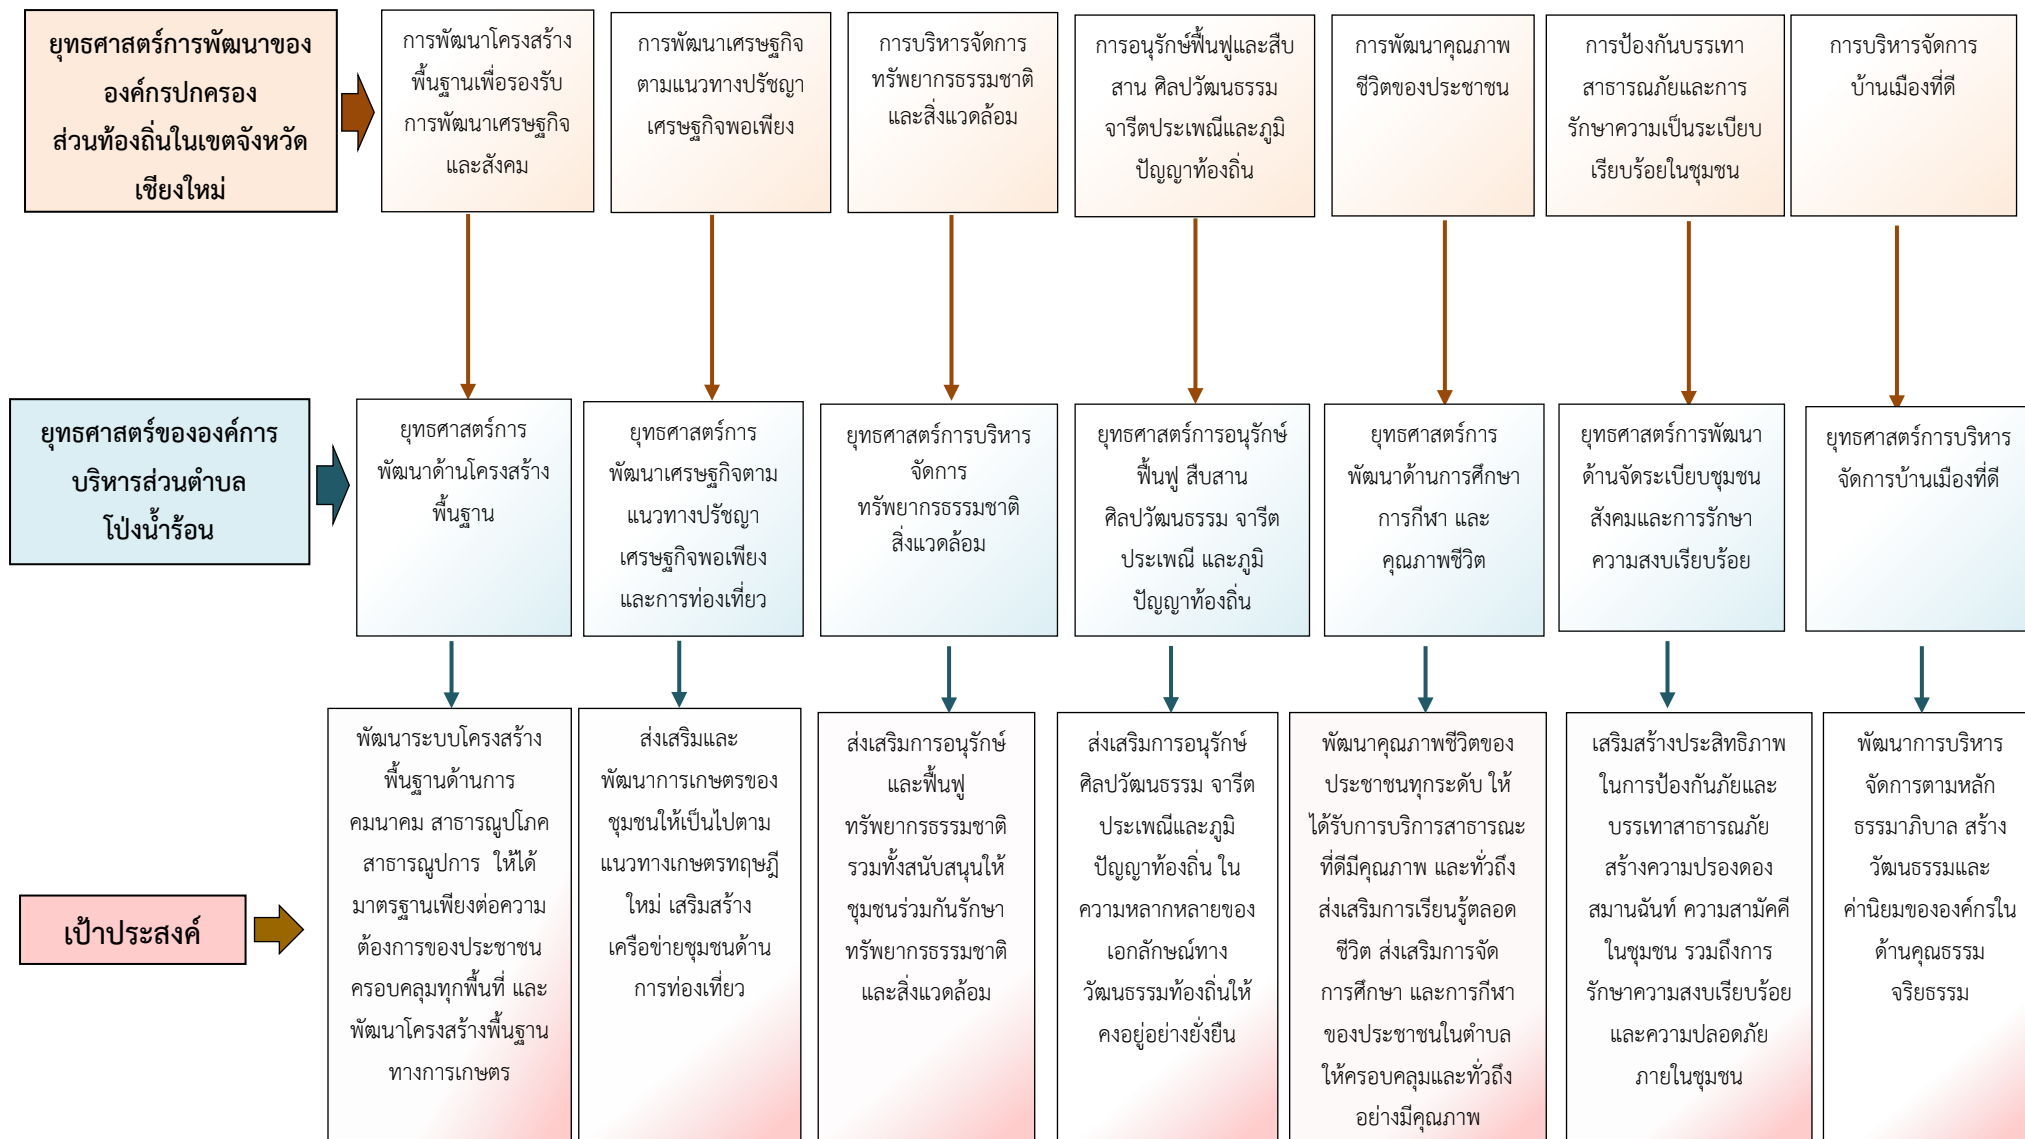 ยุทธศาสตร์การพัฒนาของ
องค์กรปกครอง
ส่วนท้องถิ่นในเขตจังหวัด
เชียงใหม่
การพัฒนาโครงสร้าง
พื้นฐานเพื่อรองรับ
การพัฒนาเศรษฐกิจ
และสังคม
การพัฒนาเศรษฐกิจ
ตามแนวทางปรัชญา
เศรษฐกิจพอเพียง
การบริหารจัดการ
ทรัพยากรธรรมชาติ
และสิ่งแวดล้อม
การอนุรักษ์ฟื้นฟูและสืบ
สาน ศิลปวัฒนธรรม
จารีตประเพณีและภูมิ
ปัญญาท้องถิ่น
การพัฒนาคุณภาพ
ชีวิตของประชาชน
การป้องกันบรรเทา
สาธารณภัยและการ
รักษาความเป็นระเบียบ
เรียบร้อยในชุมชน
การบริหารจัดการ
บ้านเมืองที่ดี
ยุทธศาสตร์ขององค์การ
บริหารส่วนตำบล
โป่งน้ำร้อน
ยุทธศาสตร์การ
พัฒนาด้านโครงสร้าง
พื้นฐาน
ยุทธศาสตร์การ
พัฒนาเศรษฐกิจตาม
แนวทางปรัชญา
เศรษฐกิจพอเพียง
และการท่องเที่ยว
ยุทธศาสตร์การบริหาร
จัดการ
ทรัพยากรธรรมชาติ
สิ่งแวดล้อม
ยุทธศาสตร์การอนุรักษ์
ฟื้นฟู สืบสาน
ศิลปวัฒนธรรม จารีต
ประเพณี และภูมิ
ปัญญาท้องถิ่น
ยุทธศาสตร์การ
พัฒนาด้านการศึกษา
การกีฬา และ
คุณภาพชีวิต
ยุทธศาสตร์การพัฒนา
ด้านจัดระเบียบชุมชน
สังคมและการรักษา
ความสงบเรียบร้อย
ยุทธศาสตร์การบริหาร
จัดการบ้านเมืองที่ดี
เป้าประสงค์
พัฒนาระบบโครงสร้าง
พื้นฐานด้านการ
คมนาคม สาธารณูปโภค
สาธารณูปการ ให้ได้
มาตรฐานเพียงต่อความ
ต้องการของประชาชน
ครอบคลุมทุกพื้นที่ และ
พัฒนาโครงสร้างพื้นฐาน
ทางการเกษตร
ส่งเสริมและ
พัฒนาการเกษตรของ
ชุมชนให้เป็นไปตาม
แนวทางเกษตรทฤษฎี
ใหม่ เสริมสร้าง
เครือข่ายชุมชนด้าน
การท่องเที่ยว
ส่งเสริมการอนุรักษ์
และฟื้นฟู
ทรัพยากรธรรมชาติ
รวมทั้งสนับสนุนให้
ชุมชนร่วมกันรักษา
ทรัพยากรธรรมชาติ
และสิ่งแวดล้อม
ส่งเสริมการอนุรักษ์
ศิลปวัฒนธรรม จารีต
ประเพณีและภูมิ
ปัญญาท้องถิ่น ใน
ความหลากหลายของ
เอกลักษณ์ทาง
วัฒนธรรมท้องถิ่นให้
คงอยู่อย่างยั่งยืน
พัฒนาคุณภาพชีวิตของ
ประชาชนทุกระดับ ให้
ได้รับการบริการสาธารณะ
ที่ดีมีคุณภาพ และทั่วถึง
ส่งเสริมการเรียนรู้ตลอด
ชีวิต ส่งเสริมการจัด
การศึกษา และการกีฬา
ของประชาชนในตำบล
ให้ครอบคลุมและทั่วถึง
อย่างมีคุณภาพ
เสริมสร้างประสิทธิภาพ
ในการป้องกันภัยและ
บรรเทาสาธารณภัย
สร้างความปรองดอง
สมานฉันท์ ความสามัคคี
ในชุมชน รวมถึงการ
รักษาความสงบเรียบร้อย
และความปลอดภัย
ภายในชุมชน
พัฒนาการบริหาร
จัดการตามหลัก
ธรรมาภิบาล สร้าง
วัฒนธรรมและ
ค่านิยมขององค์กรใน
ด้านคุณธรรม
จริยธรรม